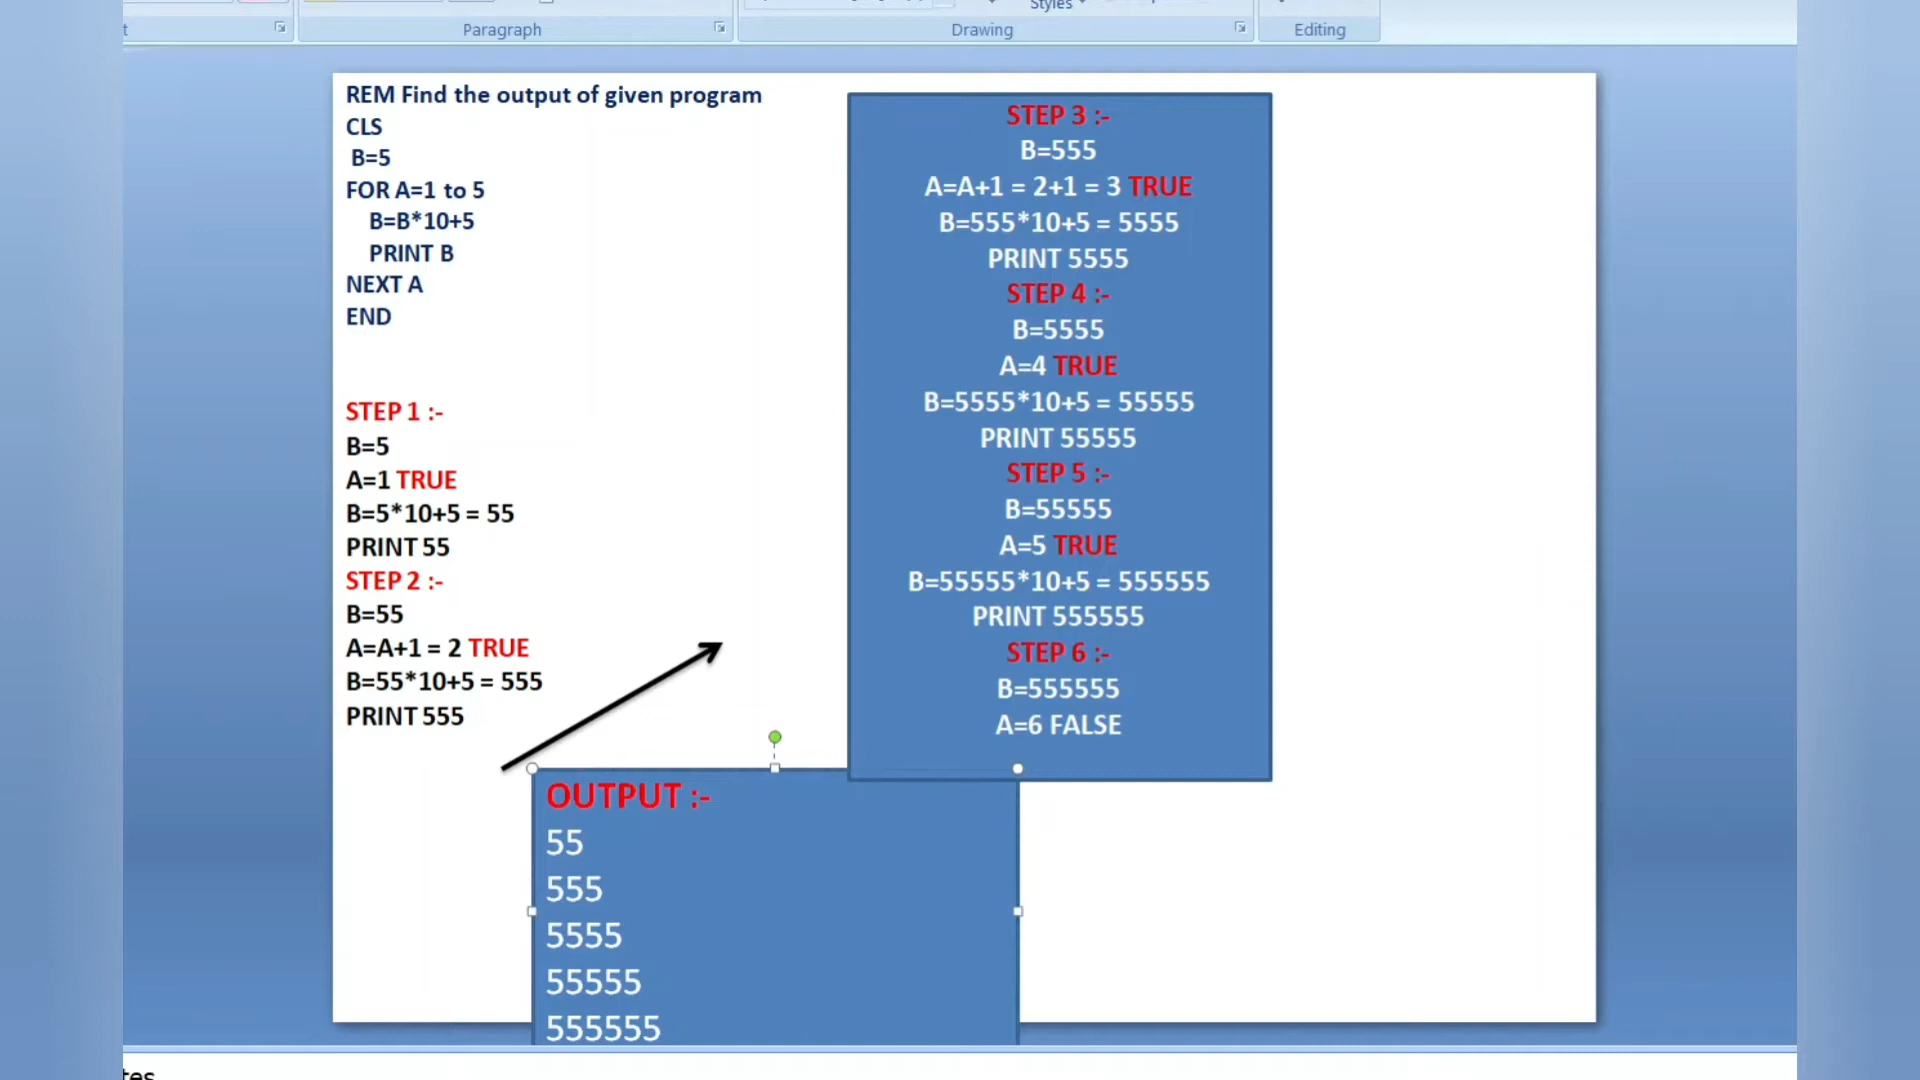 t
Paragraph
Styles
Drawing
Editing
REM Find the output of given program
CLS
B=5
FOR A=1 to 5
B=B*10+5
PRINT B
NEXT A
END
STEP 1 :-
B=5
A=1 TRUE
B=5*10+5 = 55
PRINT 55
STEP 2 :-
B=55
A=A+1 = 2 TRUE
B=55*10+5 = 555
PRINT 555
STEP 3 :-
B=555
A=A+1 = 2+1 = 3 TRUE
B=555*10+5 = 5555
PRINT 5555
STEP 4 :-
B=5555
A=4 TRUE
B=5555*10+5 = 55555
PRINT 55555
STEP 5 :-
B=55555
A=5 TRUE
B=55555*10+5 = 555555
PRINT 555555
STEP 6 :-
B=555555
A=6 FALSE
OUTPUT :-
55
555
5555
55555
555555
tes